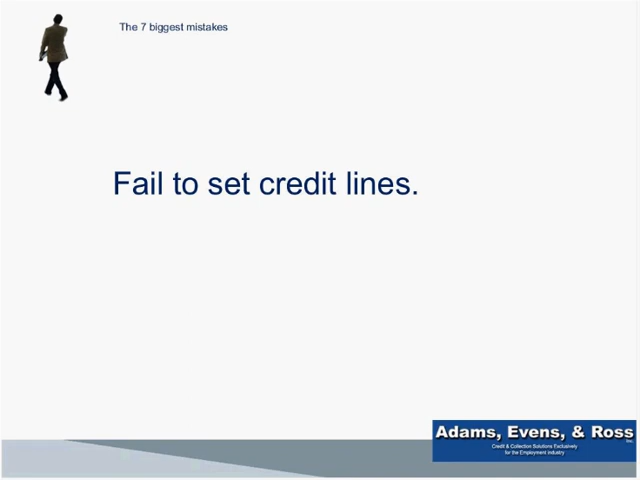 The 7 biggest mistakes
Fail to set credit lines.
Adams, Evens, & Ross
Inc.
Credit & Collection Solutions Exclusively
for the Employment Industry